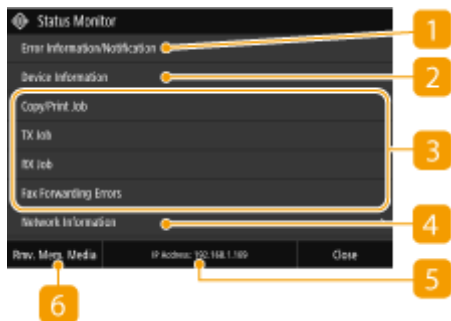 Status Monitor
Error Information/Notification
Device Information
Copy/Print Job
TX Job
RX Job
Fax Forwarding Errors
Network Information
Rmv. Mem. Media IP Address: 192.168.1.109 Close
1
2
3
4
5
6